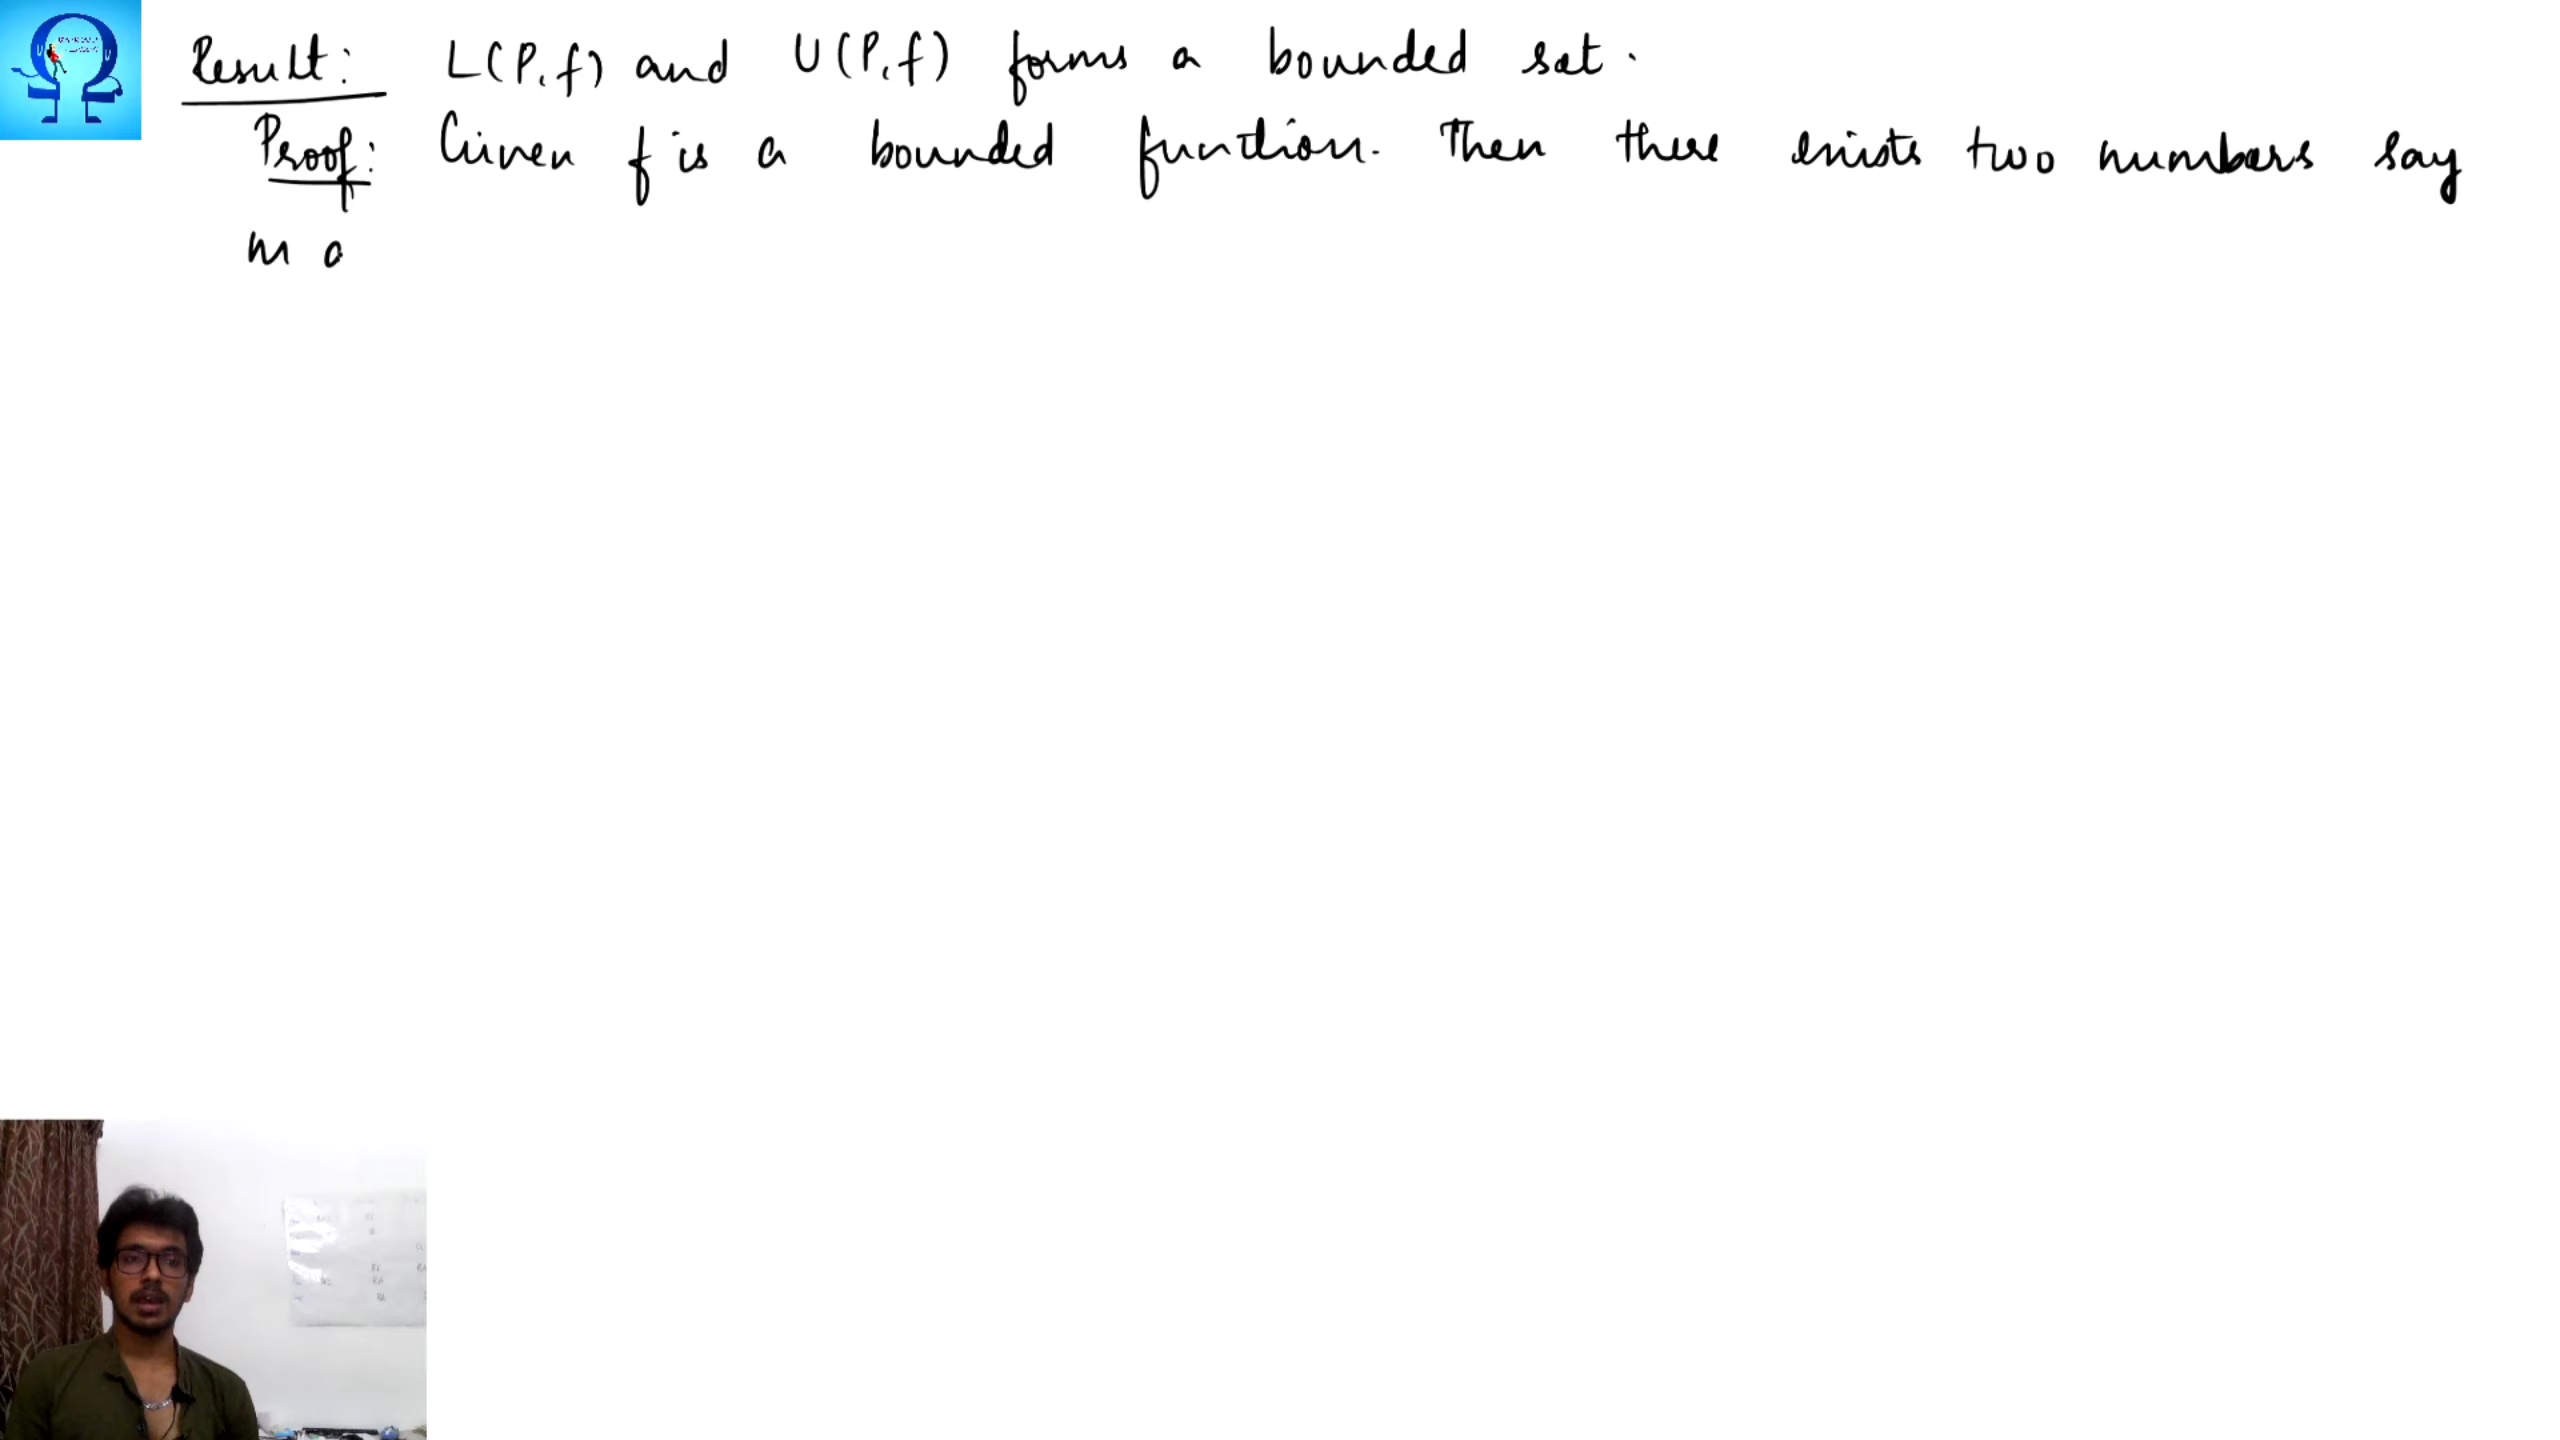 Result: L(P,f) and U(P,f) forms a bounded set.
Proof: Given f is a bounded function. Then there exists two numbers say
m a